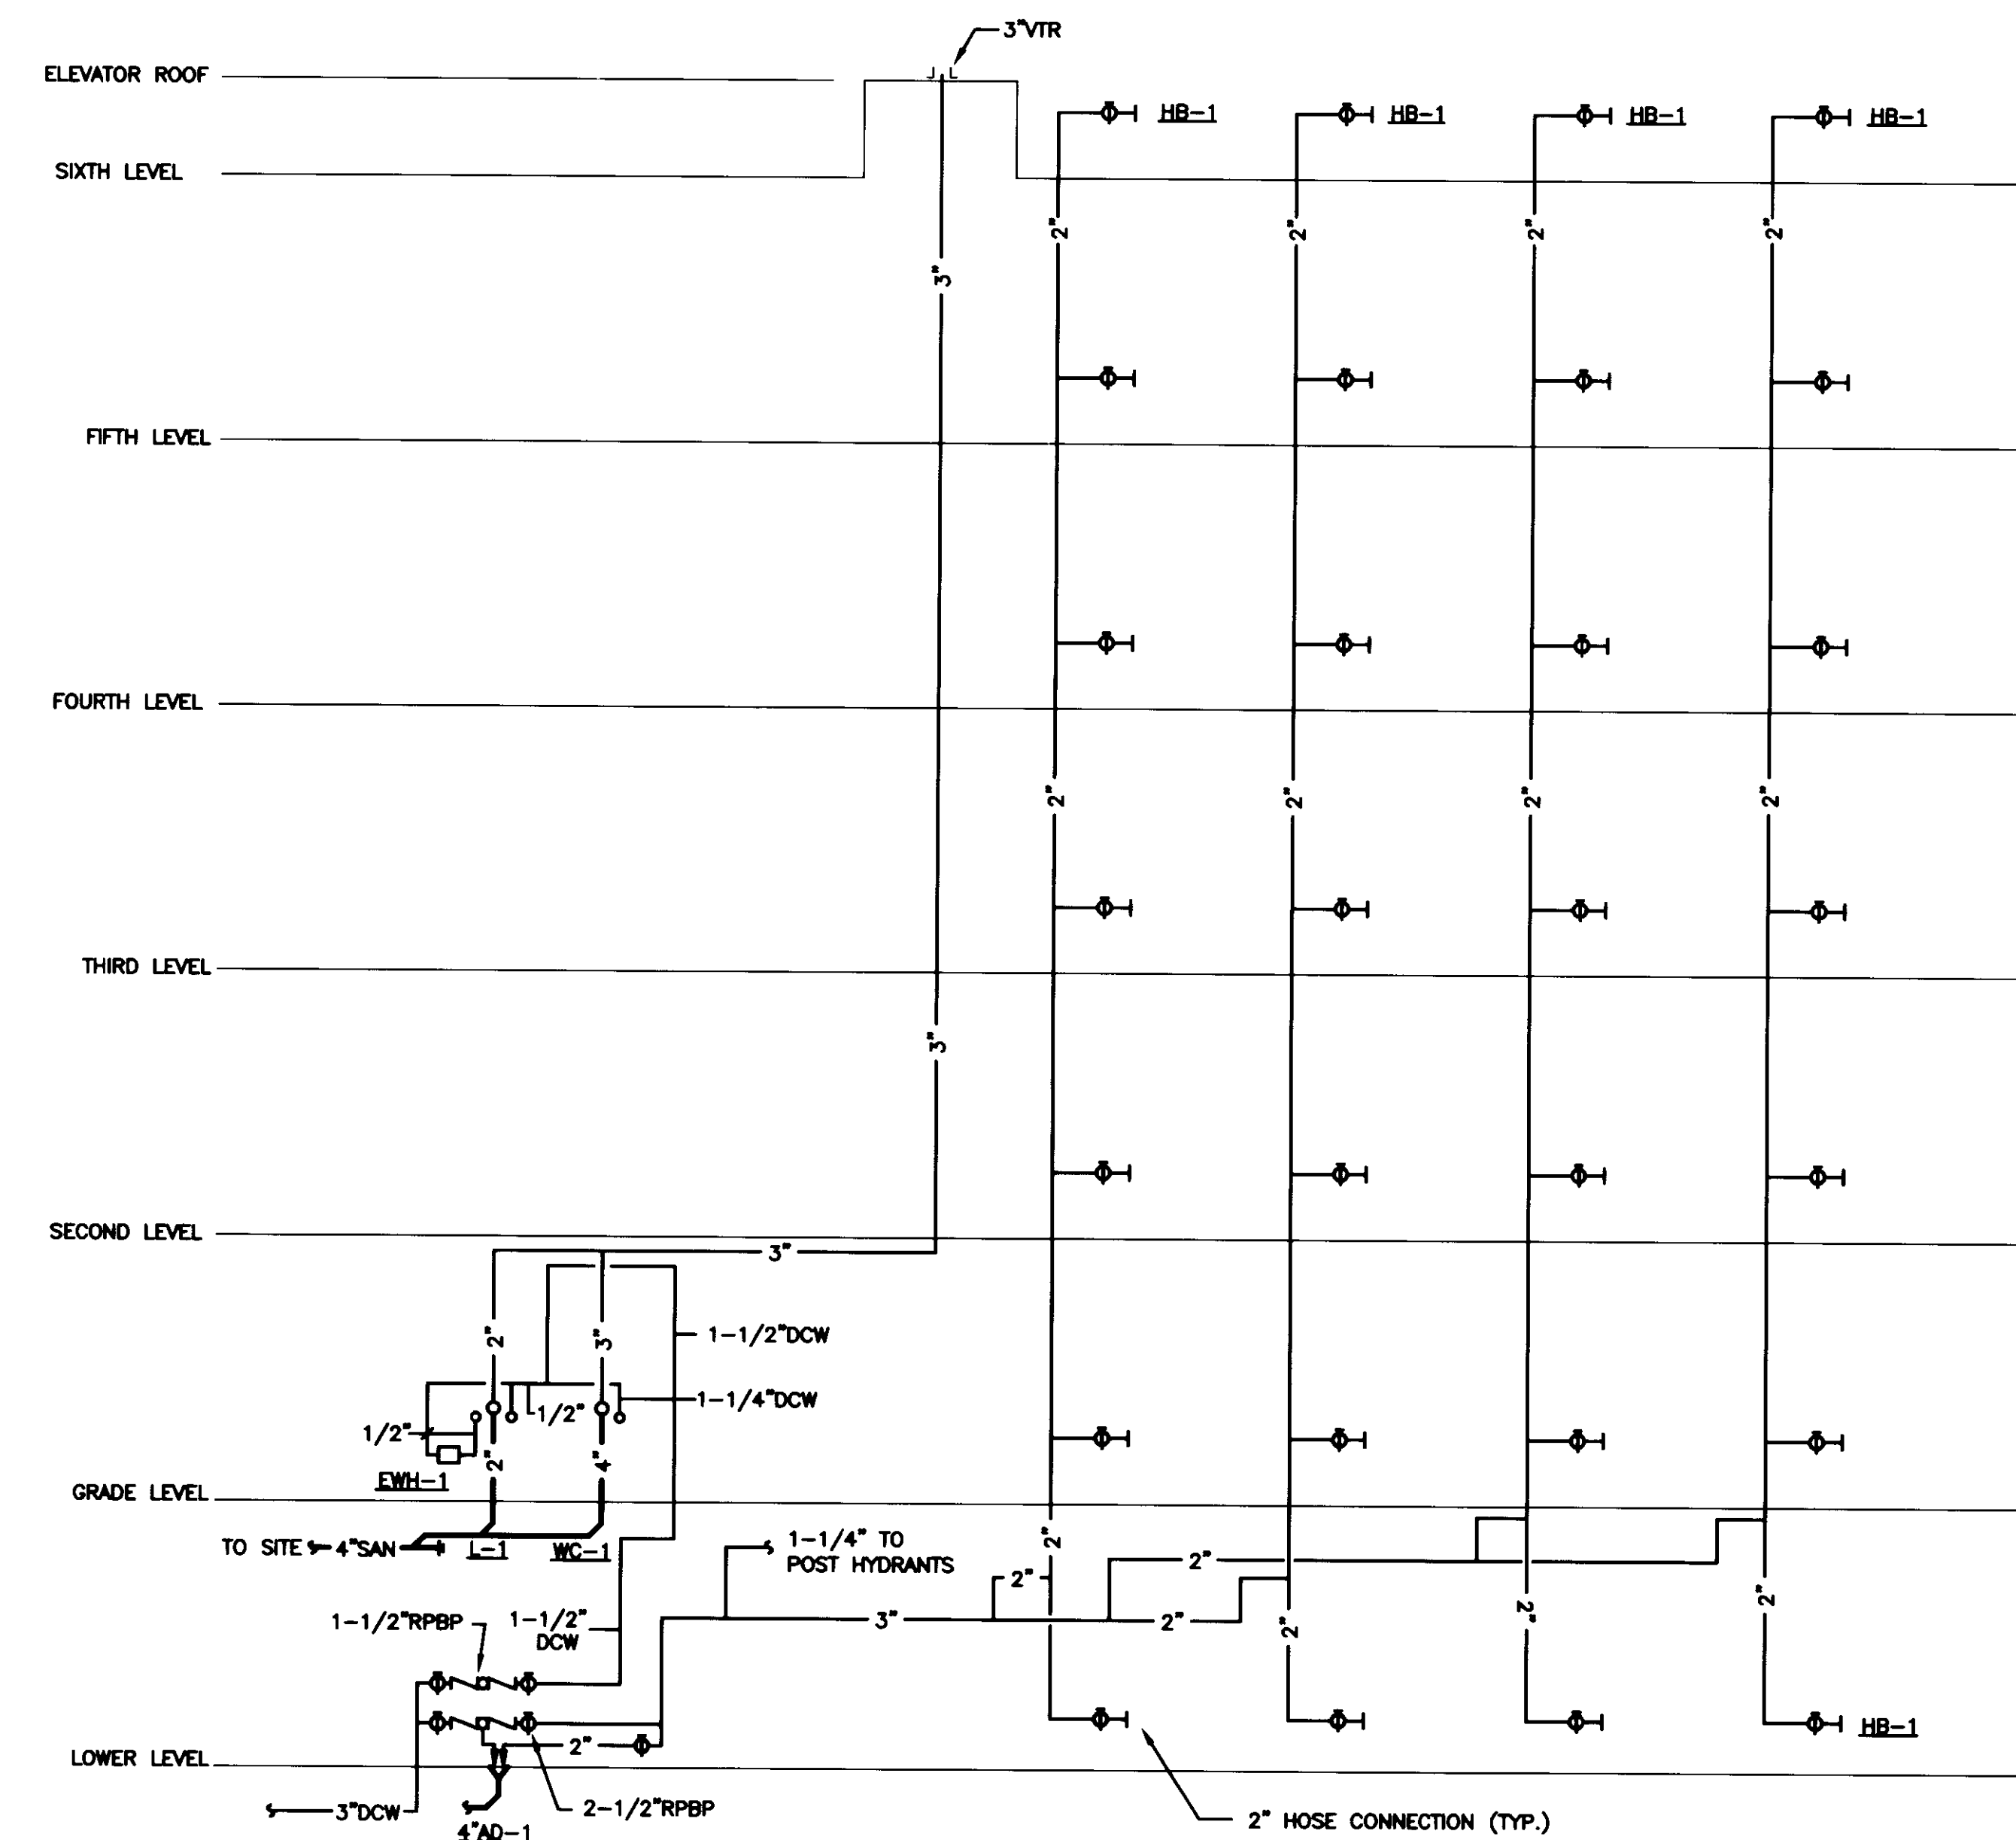 3"VTR
ELEVATOR ROOF
HB-1 HB-1 HB-1 HB-1
SIXTH LEVEL
2" 2" 2" 2"
3"
FIFTH LEVEL
FOURTH LEVEL
2" 2" 2" 2"
THIRD LEVEL
3"
SECOND LEVEL
3"
2" 3" 1-1/2"DCW
1-1/4"DCW
1/2"
1/2"
2" 4"
EWH-1
GRADE LEVEL
TO SITE 4"SAN L-1 WC-1
1-1/4" TO
POST HYDRANTS
2"
2"
2"
2"
1-1/2"RPBP
1-1/2"
DCW
3" 2" 2" 2"
2"
HB-1
2"
LOWER LEVEL
3"DCW
2-1/2"RPBP
4"AD-1
2" HOSE CONNECTION (TYP.)